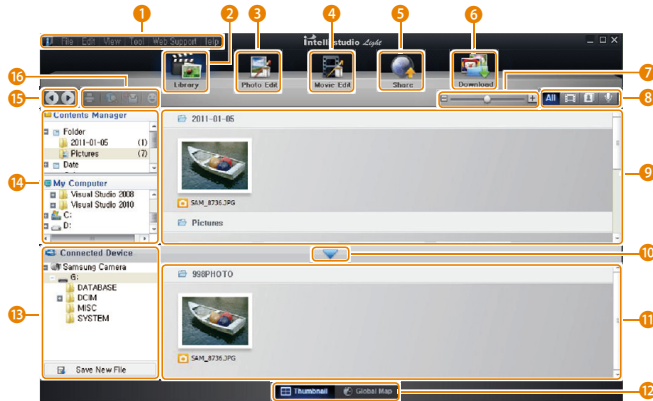 1 2 3 4 5 6
File Edit View Tool Web Support Help
intelli-studio Light
Library Photo Edit Movie Edit Share Download
7
16
15
All
8
Contents Manager
Folder
2011-01-05 (1)
Pictures (7)
Date
14
My Computer
Visual Studio 2008
Visual Studio 2010
C:
D:
2011-01-05
SAM_8736.JPG
9
Pictures
10
Connected Device
Samsung Camera
G:
DATABASE
DCIM
MISC
SYSTEM
13
Save New File
998PHOTO
SAM_8736.JPG
11
Thumbnail Global Map
12